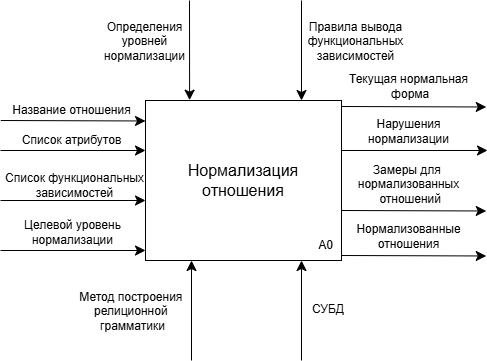 Определения
уровней
нормализации
Правила вывода
функциональных
зависимостей
Название отношения
Список атрибутов
Список функциональных
зависимостей
Целевой уровень
нормализации
Нормализация
отношения
A0
Текущая нормальная
форма
Нарушения
нормализации
Замеры для
нормализованных
отношений
Нормализованные
отношения
Метод построения
релиционной
грамматики
СУБД